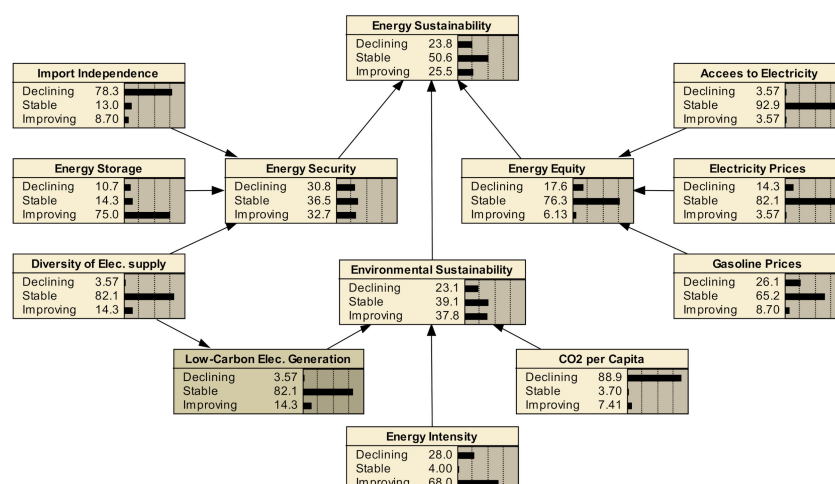 Energy Sustainability
Declining 23.8
Stable 50.6
Improving 25.5
Import Independence
Declining 78.3
Stable 13.0
Improving 8.70
Accees to Electricity
Declining 3.57
Stable 92.9
Improving 3.57
Energy Storage
Declining 10.7
Stable 14.3
Improving 75.0
Energy Security
Declining 30.8
Stable 36.5
Improving 32.7
Energy Equity
Declining 17.6
Stable 76.3
Improving 6.13
Electricity Prices
Declining 14.3
Stable 82.1
Improving 3.57
Diversity of Elec. supply
Declining 3.57
Stable 82.1
Improving 14.3
Environmental Sustainability
Declining 23.1
Stable 39.1
Improving 37.8
Gasoline Prices
Declining 26.1
Stable 65.2
Improving 8.70
Low-Carbon Elec. Generation
Declining 3.57
Stable 82.1
Improving 14.3
CO2 per Capita
Declining 88.9
Stable 3.70
Improving 7.41
Energy Intensity
Declining 28.0
Stable 4.00
Improving 68.0